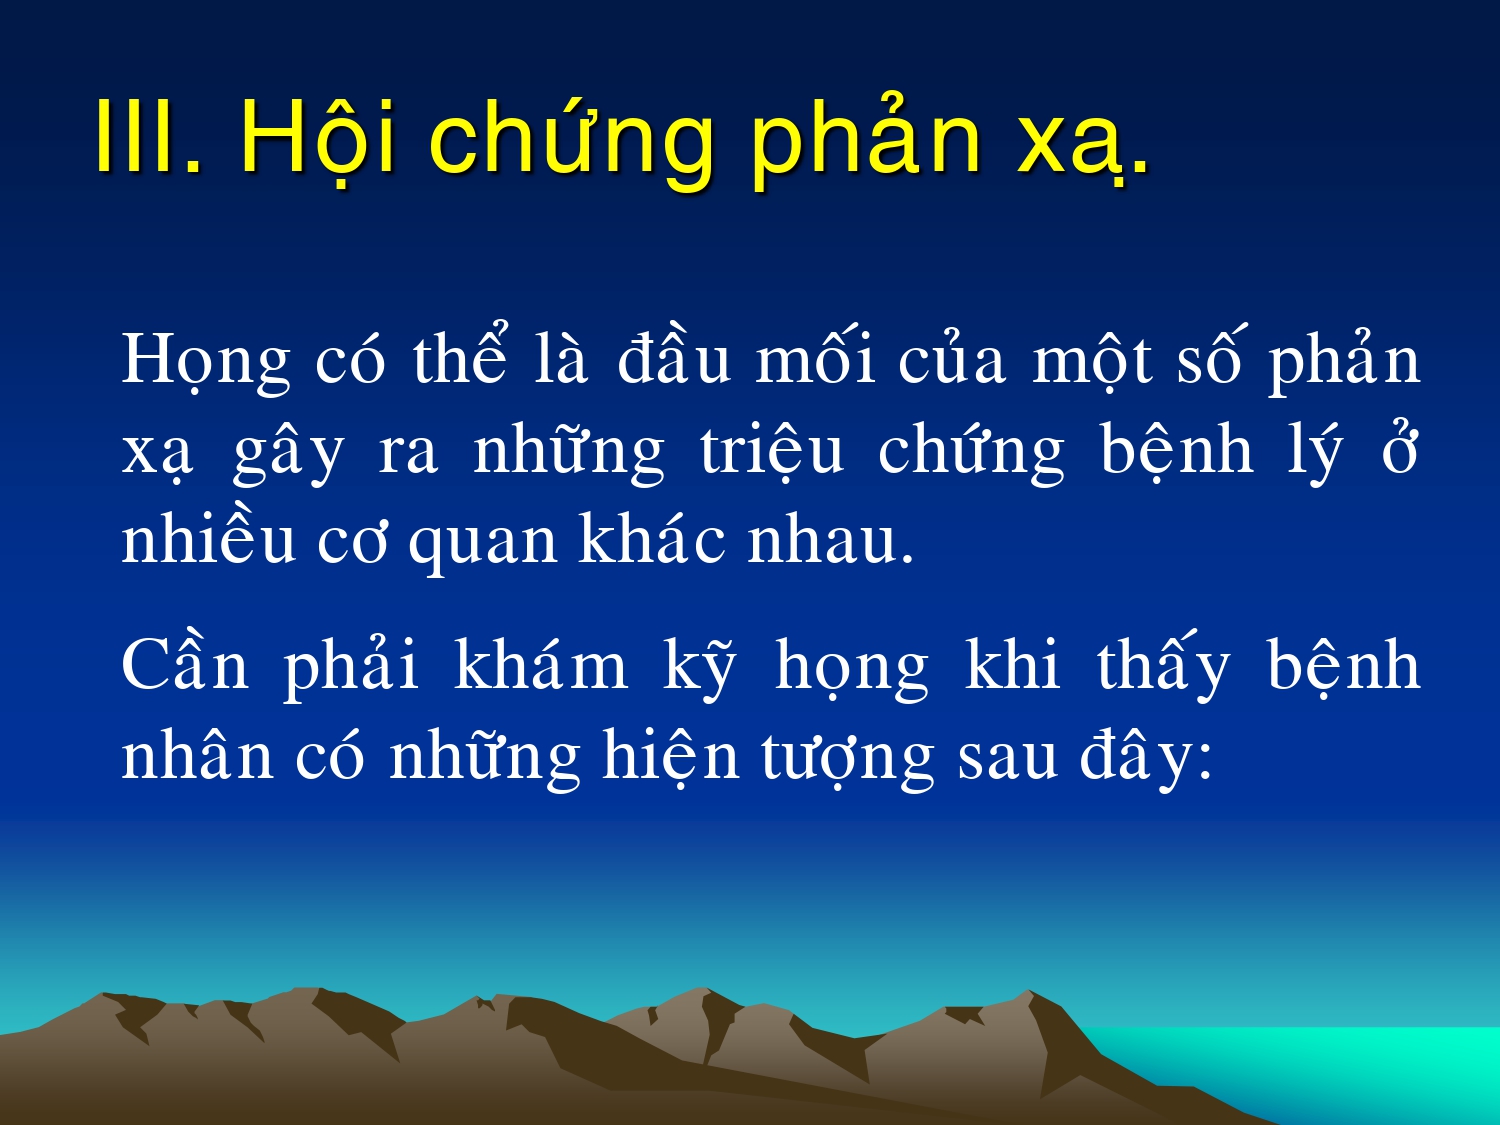 III. Hội chứng phản xạ.
Họng có thể là đầu mối của một số phản
xạ gây ra những triệu chứng bệnh lý ở
nhiều cơ quan khác nhau.
Cần phải khám kỹ họng khi thấy bệnh
nhân có những hiện tượng sau đây: